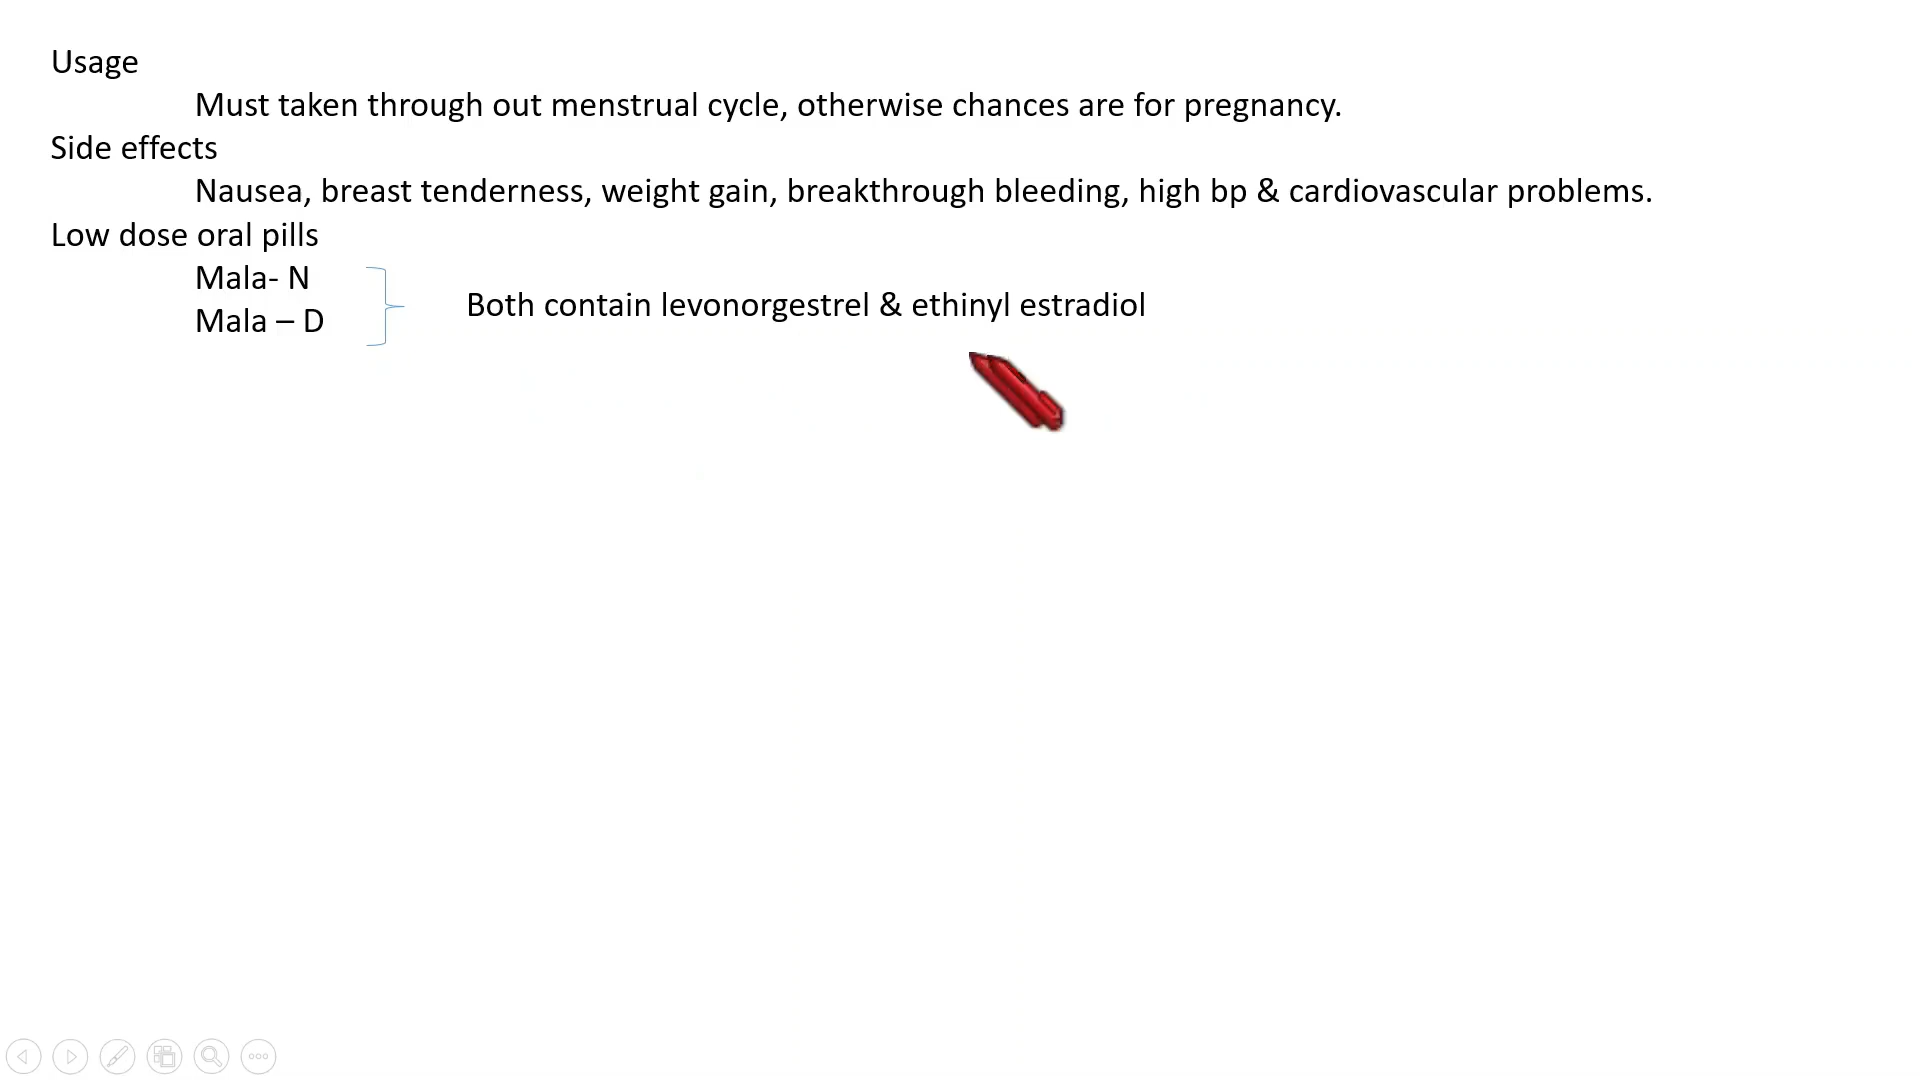 Usage
Must taken through out menstrual cycle, otherwise chances are for pregnancy.
Side effects
Nausea, breast tenderness, weight gain, breakthrough bleeding, high bp & cardiovascular problems.
Low dose oral pills
Mala- N
Mala – D
Both contain levonorgestrel & ethinyl estradiol